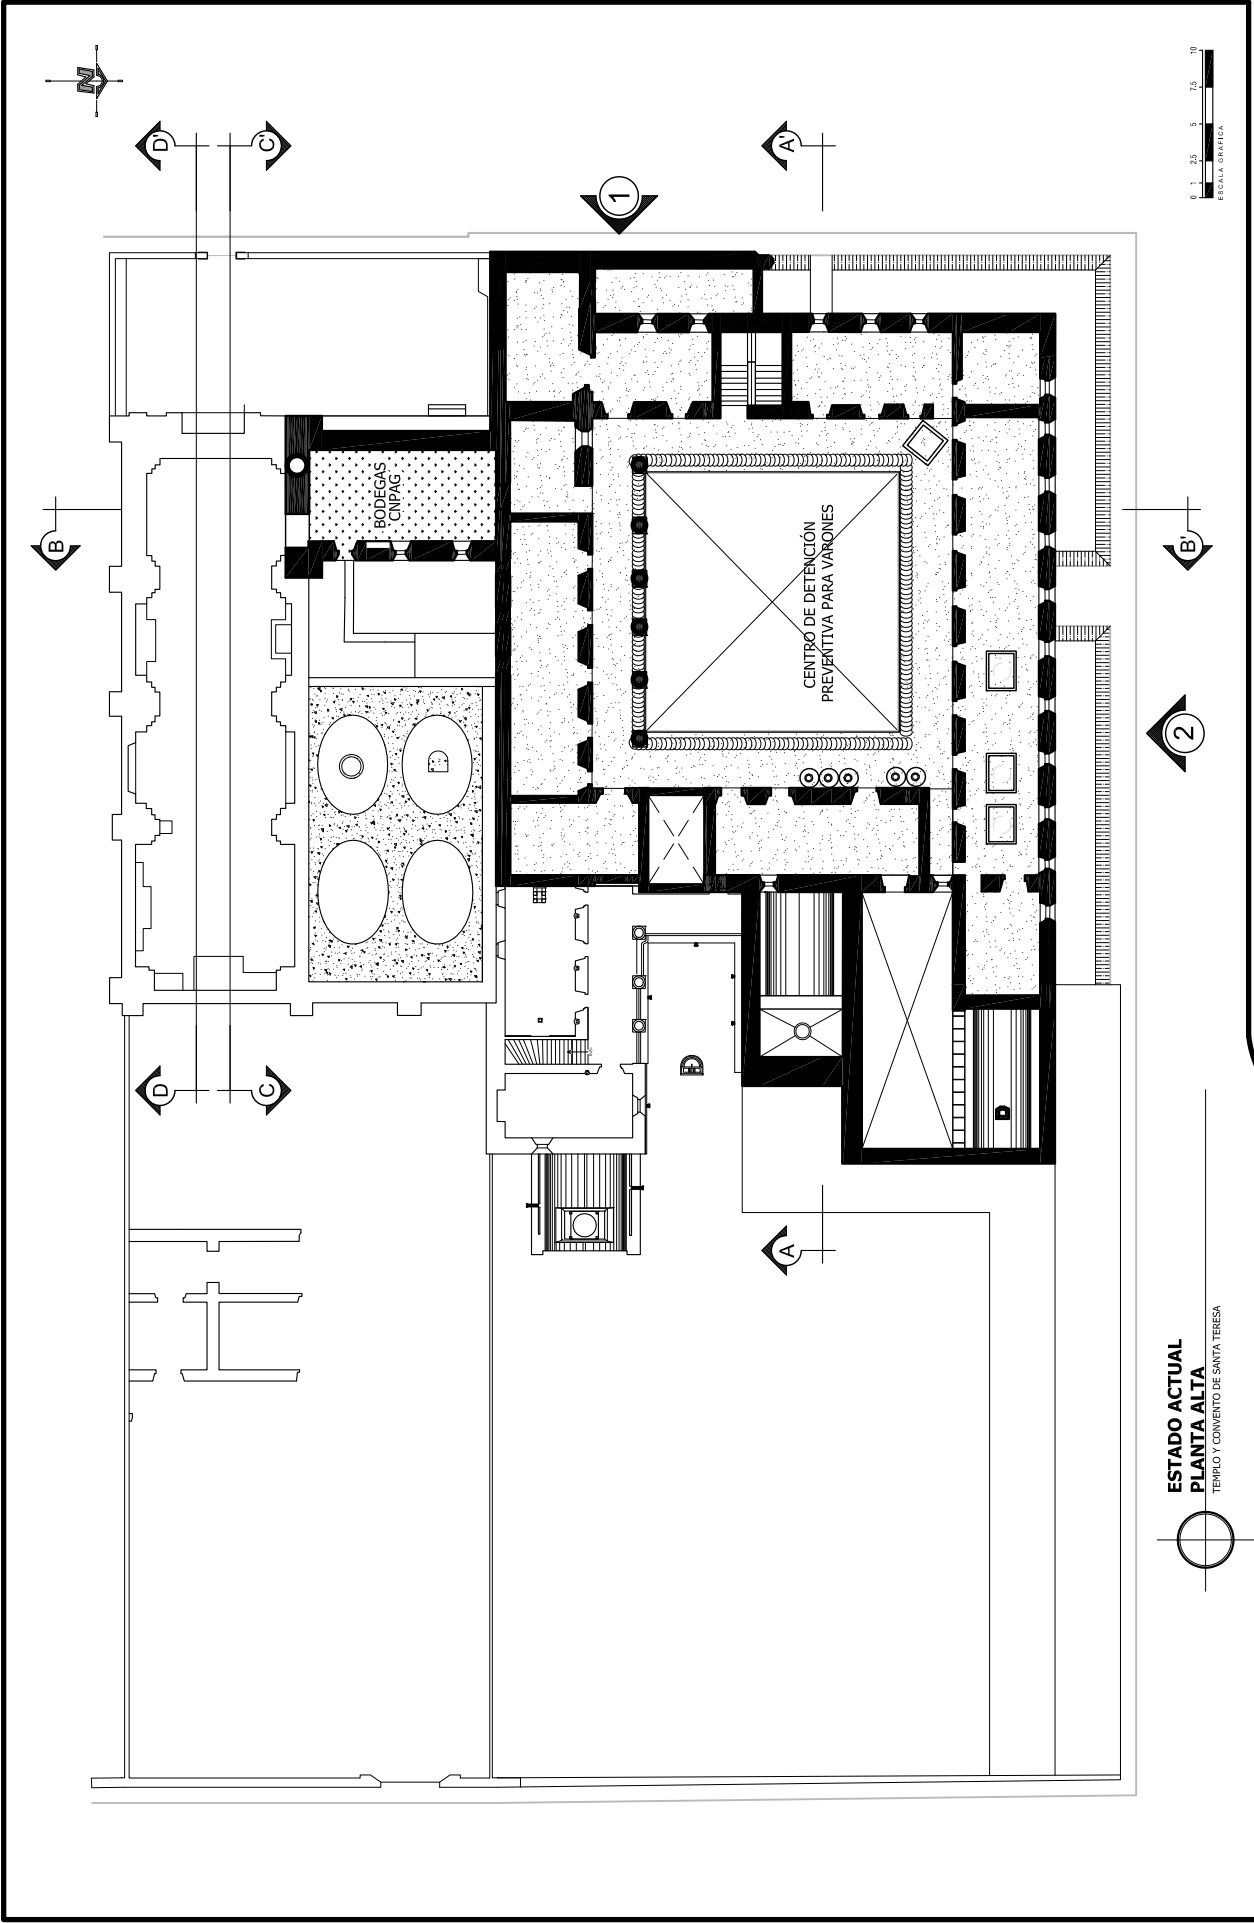 N
D'
C'
A'
1
0 1 2.5 5 7.5 10
ESCALA GRAFICA
B
BODEGAS
CNPAG
CENTRO DE DETENCIÓN
PREVENTIVA PARA VARONES
B'
2
D
C
A
ESTADO ACTUAL
PLANTA ALTA
TEMPLO Y CONVENTO DE SANTA TERESA